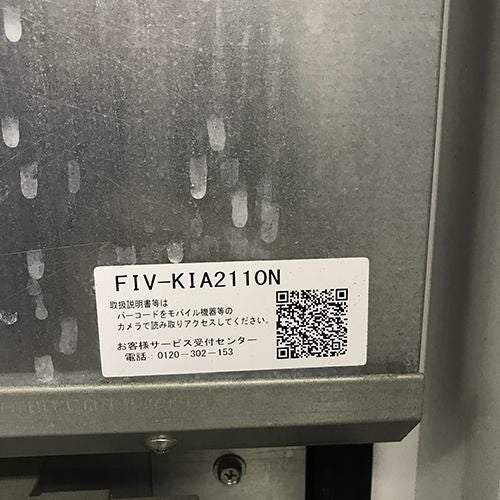 FIV-KIA2110N
取扱説明書等は
バーコードをモバイル機器等の
カメラで読み取りアクセスしてください。
お客様サービス受付センター
電話：0120－302－153